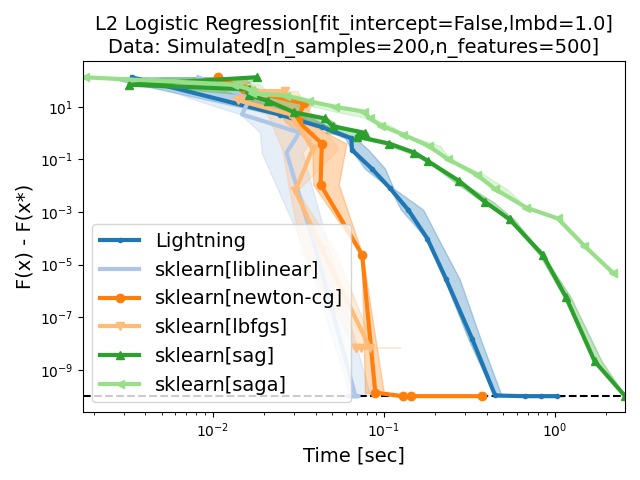 L2 Logistic Regression[fit_intercept=False,lmbd=1.0]
Data: Simulated[n_samples=200,n_features=500]
F(x) - F(x*)
10^1
10^-1
10^-3
10^-5
10^-7
10^-9
Lightning
sklearn[liblinear]
sklearn[newton-cg]
sklearn[lbfgs]
sklearn[sag]
sklearn[saga]
10^-2
10^-1
10^0
Time [sec]